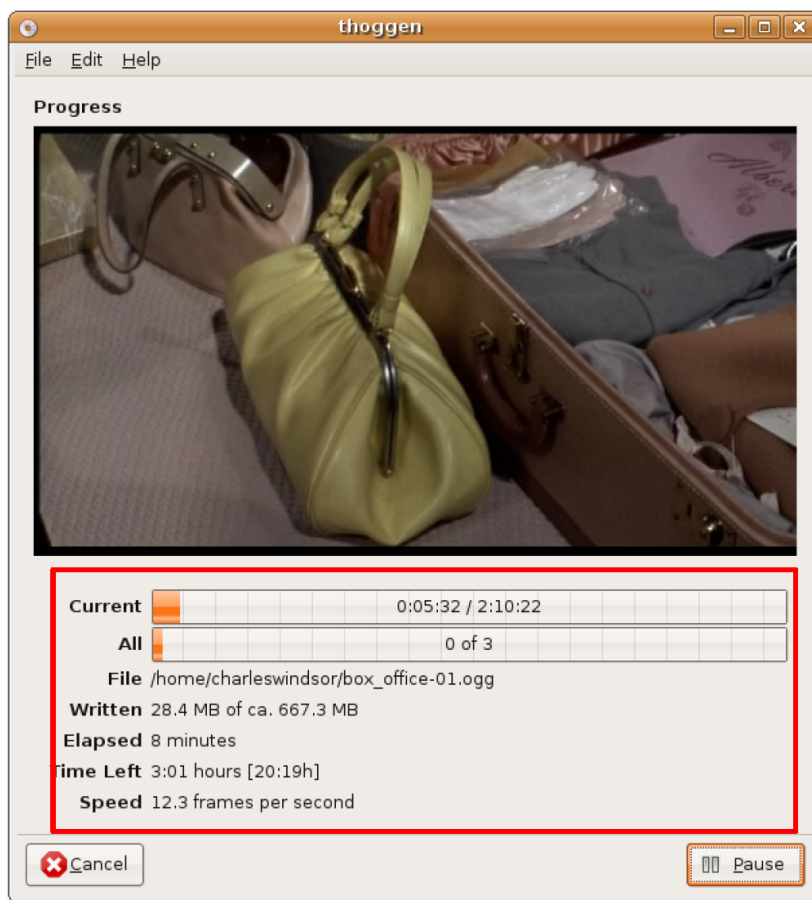 thoggen
File Edit Help
Progress
Current 0:05:32 / 2:10:22
All 0 of 3
File /home/charleswindsor/box_office-01.ogg
Written 28.4 MB of ca. 667.3 MB
Elapsed 8 minutes
Time Left 3:01 hours [20:19h]
Speed 12.3 frames per second
Cancel Pause